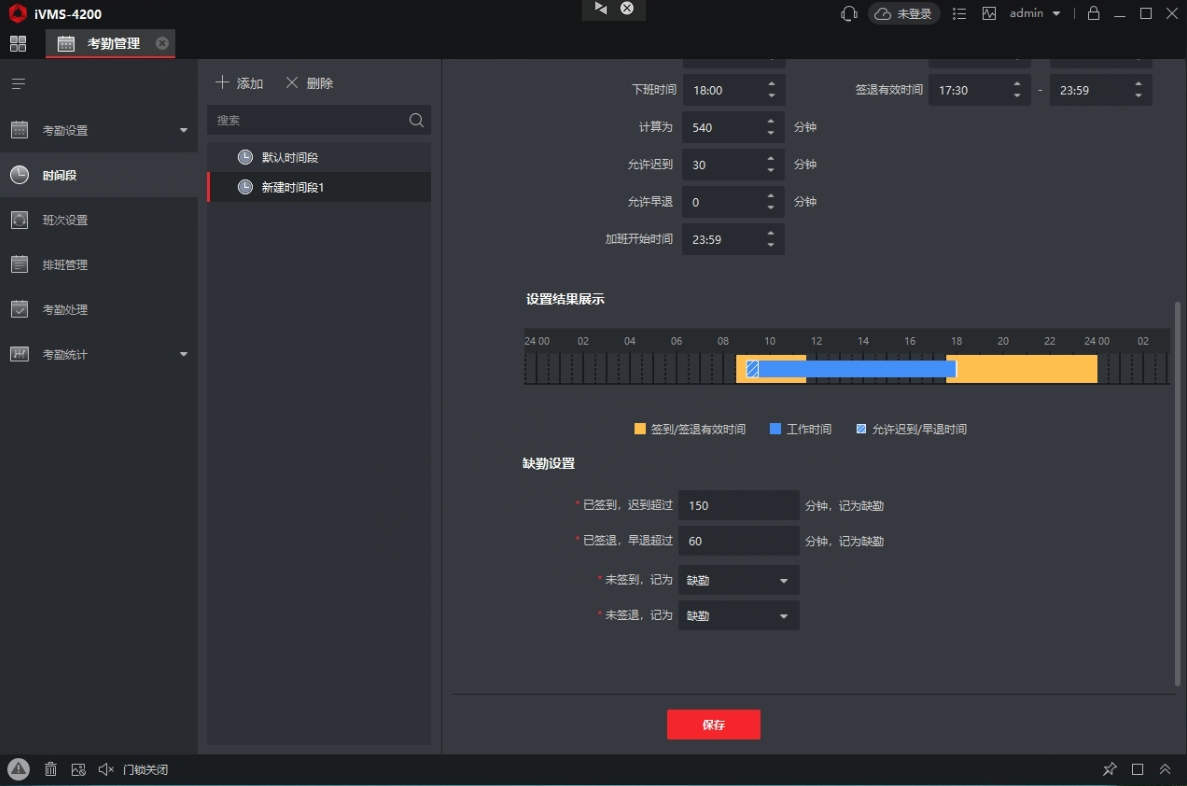 iVMS-4200
未登录
admin
考勤管理
考勤设置
时间段
班次设置
排班管理
考勤处理
考勤统计
添加 删除
搜索
默认时间段
新建时间段1
下班时间 18:00 签退有效时间 17:30 - 23:59
计算为 540 分钟
允许迟到 30 分钟
允许早退 0 分钟
加班开始时间 23:59
设置结果展示
24 00 02 04 06 08 10 12 14 16 18 20 22 24 00 02
签到/签退有效时间 工作时间 允许迟到/早退时间
缺勤设置
*已签到，迟到超过 150 分钟，记为缺勤
*已签退，早退超过 60 分钟，记为缺勤
*未签到，记为 缺勤
*未签退，记为 缺勤
保存
门锁关闭